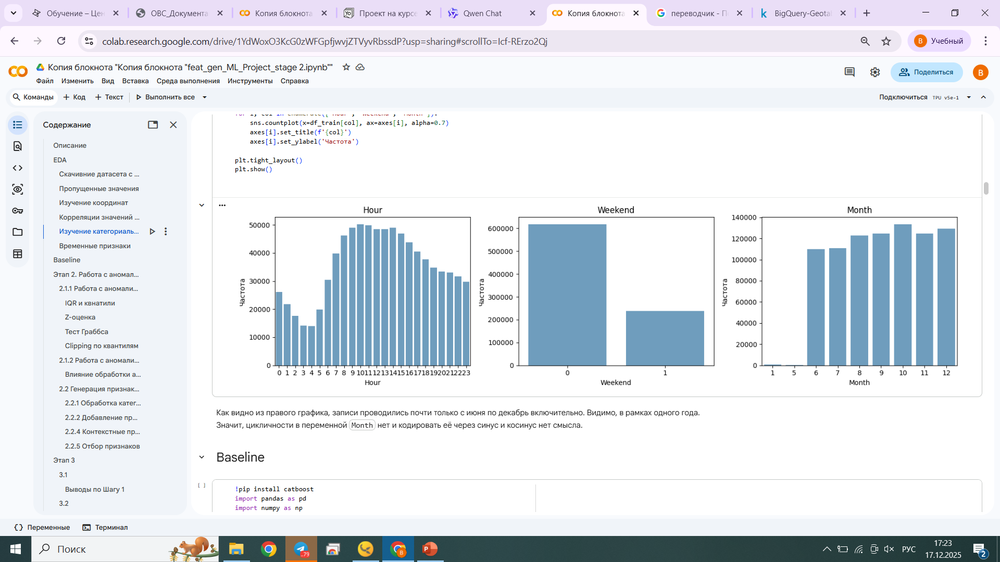 Обучение – Цен
ОВС_Документа
Копия блокнота
Проект на курсе
Qwen Chat
Копия блокнота
переводчик - По
BigQuery-Geotab
colab.research.google.com/drive/1YdWoxO3KcG0zWFGpfjwvjZTVyvRbssdP?usp=sharing#scrollTo=Icf-RErzo2Qj
В Учебный
Копия блокнота "Копия блокнота "feat_gen_ML_Project_stage 2.ipynb""
Файл Изменить Вид Вставка Среда выполнения Инструменты Справка
Поделиться
В
Команды + Код + Текст Выполнить все
Подключиться TPU v5e-1
Содержание
Описание
EDA
Скачивние датасета с ...
Пропущенные значения
Изучение координат
Корреляции значений ...
Изучение категориаль...
Временные признаки
Baseline
Этап 2. Работа с аномал...
2.1.1 Работа с аномали...
IQR и квнатили
Z-оценка
Тест Граббса
Clipping по квантилям
2.1.2 Работа с аномали...
Влияние обработки а...
2.2 Генерация признак...
2.2.1 Обработка катег...
2.2.2 Добавление пр...
2.2.4 Контекстные пр...
2.2.5 Отбор признаков
Этап 3
3.1
Выводы по Шагу 1
3.2
for i, col in enumerate(['Hour', 'Weekend', 'Month']):
sns.countplot(x=df_train[col], ax=axes[i], alpha=0.7)
axes[i].set_title(f'{col}')
axes[i].set_ylabel('Частота')
plt.tight_layout()
plt.show()
Hour
50000
40000
30000
20000
10000
0
Частота
0 1 2 3 4 5 6 7 8 9 10 11 12 13 14 15 16 17 18 19 20 21 22 23
Hour
Weekend
600000
500000
400000
300000
200000
100000
0
Частота
0 1
Weekend
Month
140000
120000
100000
80000
60000
40000
20000
0
Частота
1 5 6 7 8 9 10 11 12
Month
Как видно из правого графика, записи проводились почти только с июня по декабрь включительно. Видимо, в рамках одного года.
Значит, цикличности в переменной Month нет и кодировать её через синус и косинус нет смысла.
Baseline
[ ]
!pip install catboost
import pandas as pd
import numpy as np
{} Переменные Терминал
Поиск
..79
В
РУС
17:23
17.12.2025
2